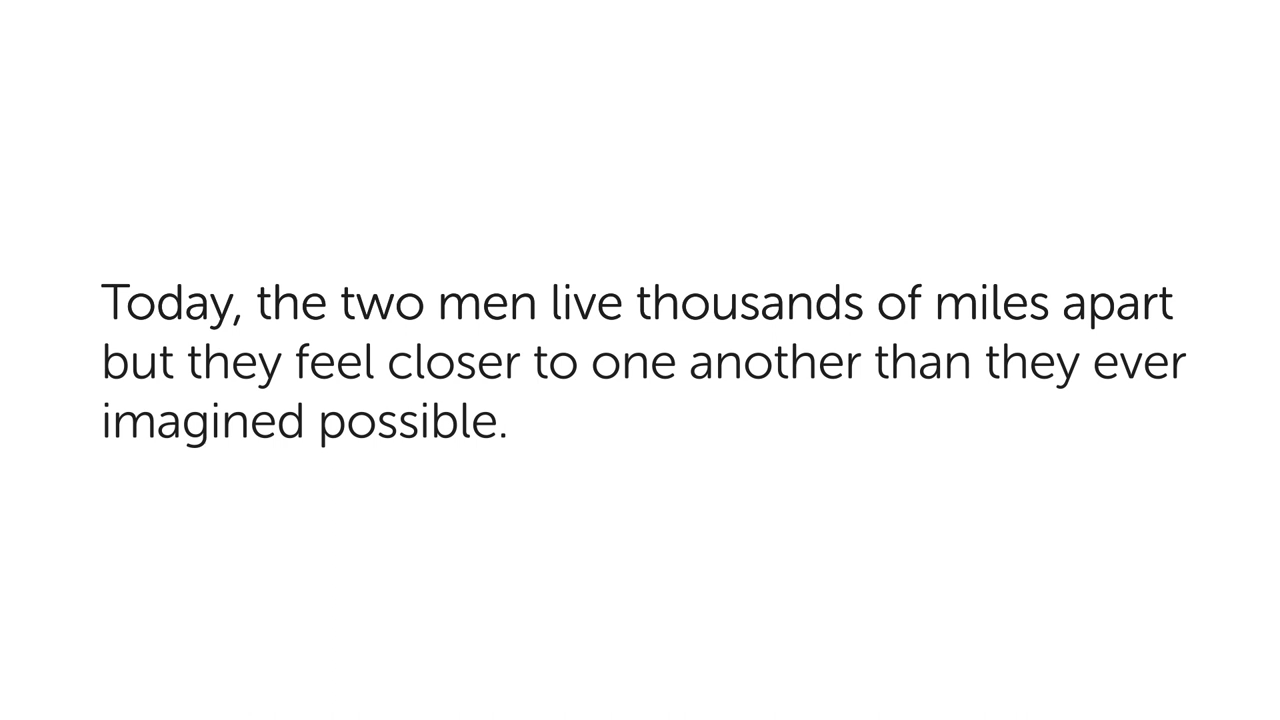 Today, the two men live thousands of miles apart
but they feel closer to one another than they ever
imagined possible.